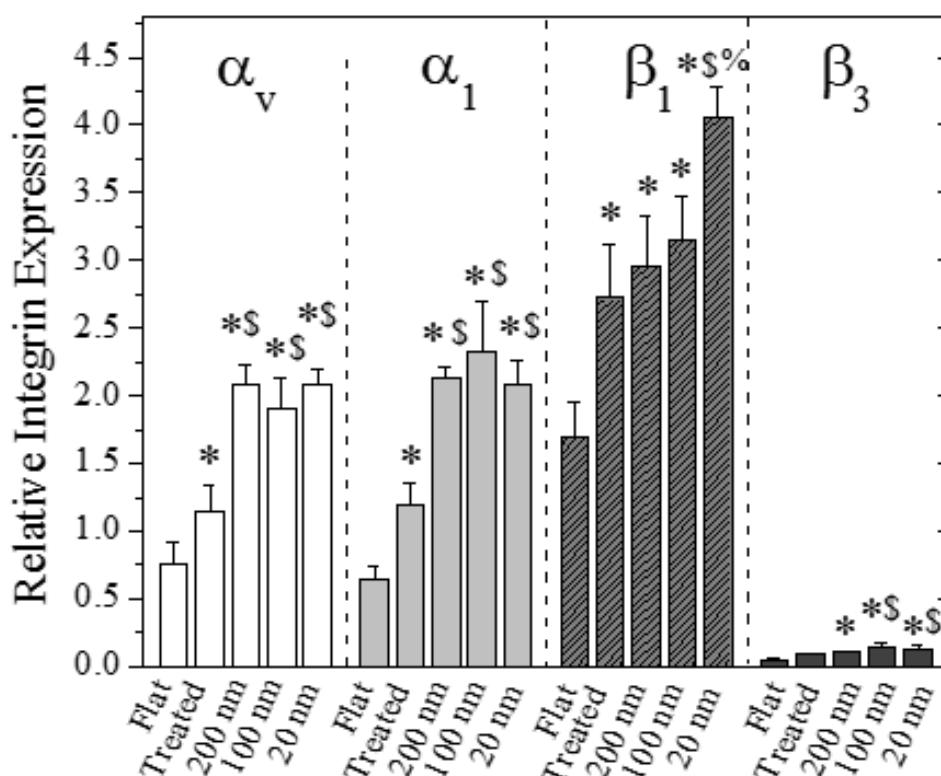 Relative Integrin Expression
4.5
4.0
3.5
3.0
2.5
2.0
1.5
1.0
0.5
0.0
αv
*
*$
*$
*$
Flat
Treated
200 nm
100 nm
20 nm
α1
*
*$
*$
*$
Flat
Treated
200 nm
100 nm
20 nm
β1
*
*
*
*$%
Flat
Treated
200 nm
100 nm
20 nm
β3
*
*$
*$
Flat
Treated
200 nm
100 nm
20 nm